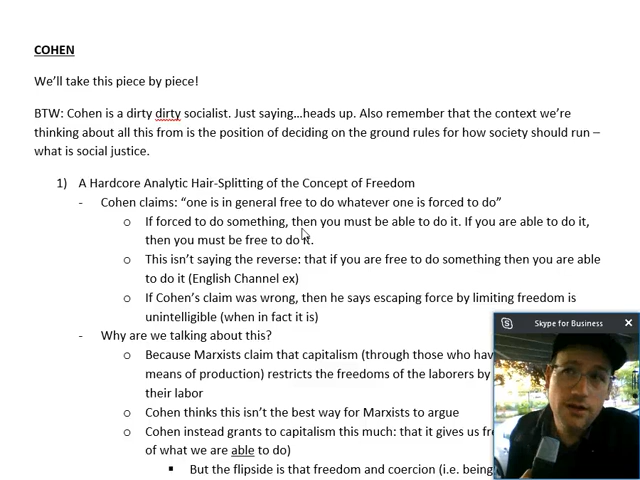 COHEN
We’ll take this piece by piece!
BTW: Cohen is a dirty dirty socialist. Just saying…heads up. Also remember that the context we’re
thinking about all this from is the position of deciding on the ground rules for how society should run –
what is social justice.
1) A Hardcore Analytic Hair-Splitting of the Concept of Freedom
- Cohen claims: “one is in general free to do whatever one is forced to do”
o If forced to do something, then you must be able to do it. If you are able to do it,
then you must be free to do it.
o This isn’t saying the reverse: that if you are free to do something then you are able
to do it (English Channel ex)
o If Cohen’s claim was wrong, then he says escaping force by limiting freedom is
unintelligible (when in fact it is)
Skype for Business
- Why are we talking about this?
o Because Marxists claim that capitalism (through those who
means of production) restricts the freedoms of the laborers by
their labor
o Cohen thinks this isn’t the best way for Marxists to argue
o Cohen instead grants to capitalism this much: that it gives us
of what we are able to do)
▪ But the flipside is that freedom and coercion (i.e. being